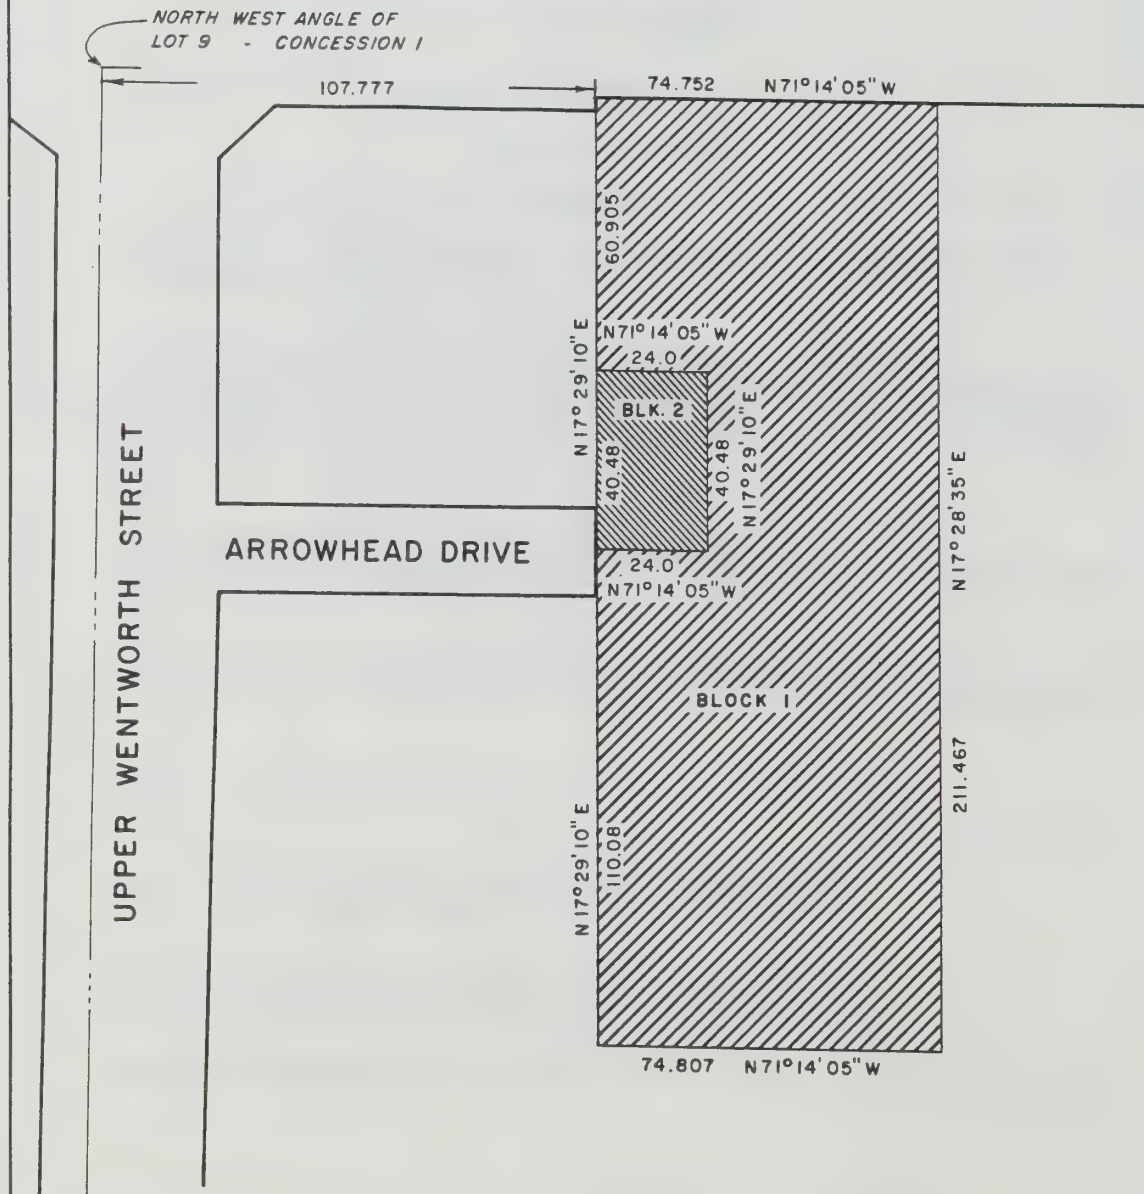 NORTH WEST ANGLE OF
LOT 9 - CONCESSION 1
107.777
74.752 N71°14'05"W
60.905
N17°29'10"E
N71°14'05"W
24.0
BLK. 2
40.48
40.48
N17°29'10"E
24.0
N71°14'05"W
ARROWHEAD DRIVE
UPPER WENTWORTH STREET
N17°28'35"E
BLOCK 1
211.467
N17°29'10"E
110.08
74.807 N71°14'05"W